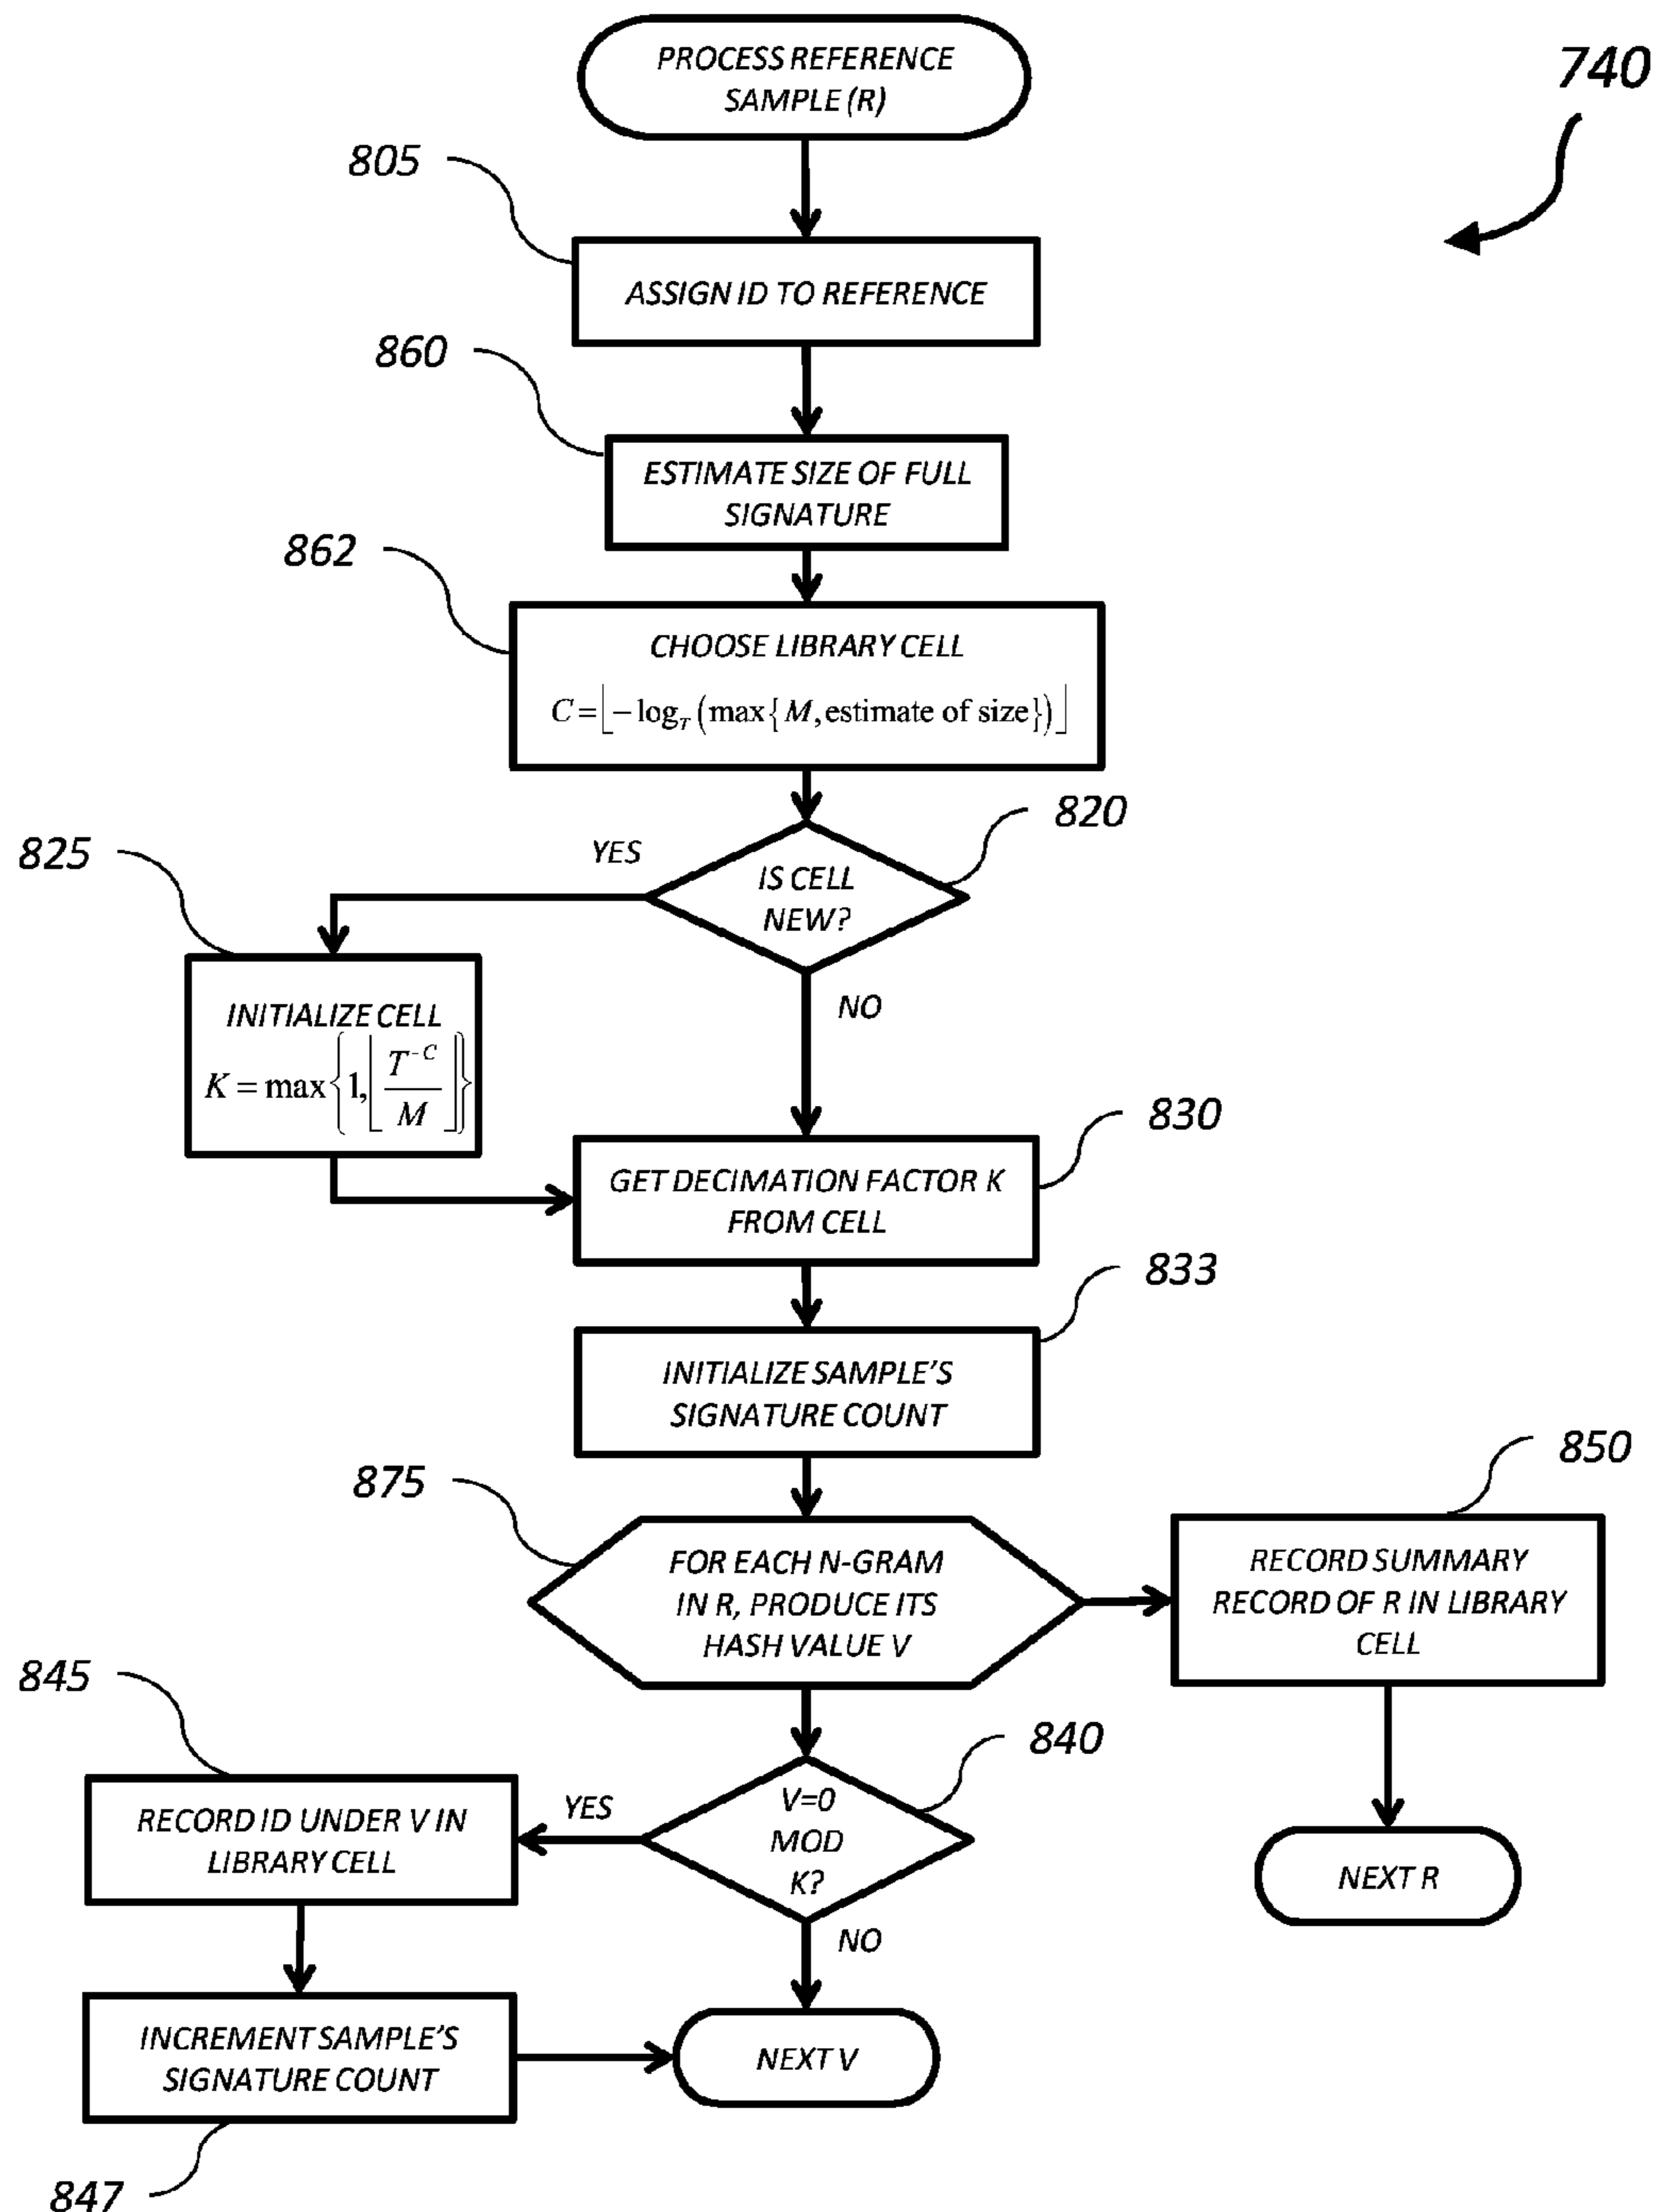 PROCESS REFERENCE
SAMPLE (R)
740
805
ASSIGN ID TO REFERENCE
860
ESTIMATE SIZE OF FULL
SIGNATURE
862
CHOOSE LIBRARY CELL
C = ⌊−log_T (max{M, estimate of size})⌋
820
825
YES
IS CELL
NEW?
NO
INITIALIZE CELL
K = max{1, ⌊T^-C / M⌋}
830
GET DECIMATION FACTOR K
FROM CELL
833
INITIALIZE SAMPLE'S
SIGNATURE COUNT
875
850
FOR EACH N-GRAM
IN R, PRODUCE ITS
HASH VALUE V
RECORD SUMMARY
RECORD OF R IN LIBRARY
CELL
845
840
RECORD ID UNDER V IN
LIBRARY CELL
YES
V=0
MOD
K?
NO
NEXT R
INCREMENT SAMPLE'S
SIGNATURE COUNT
NEXT V
847